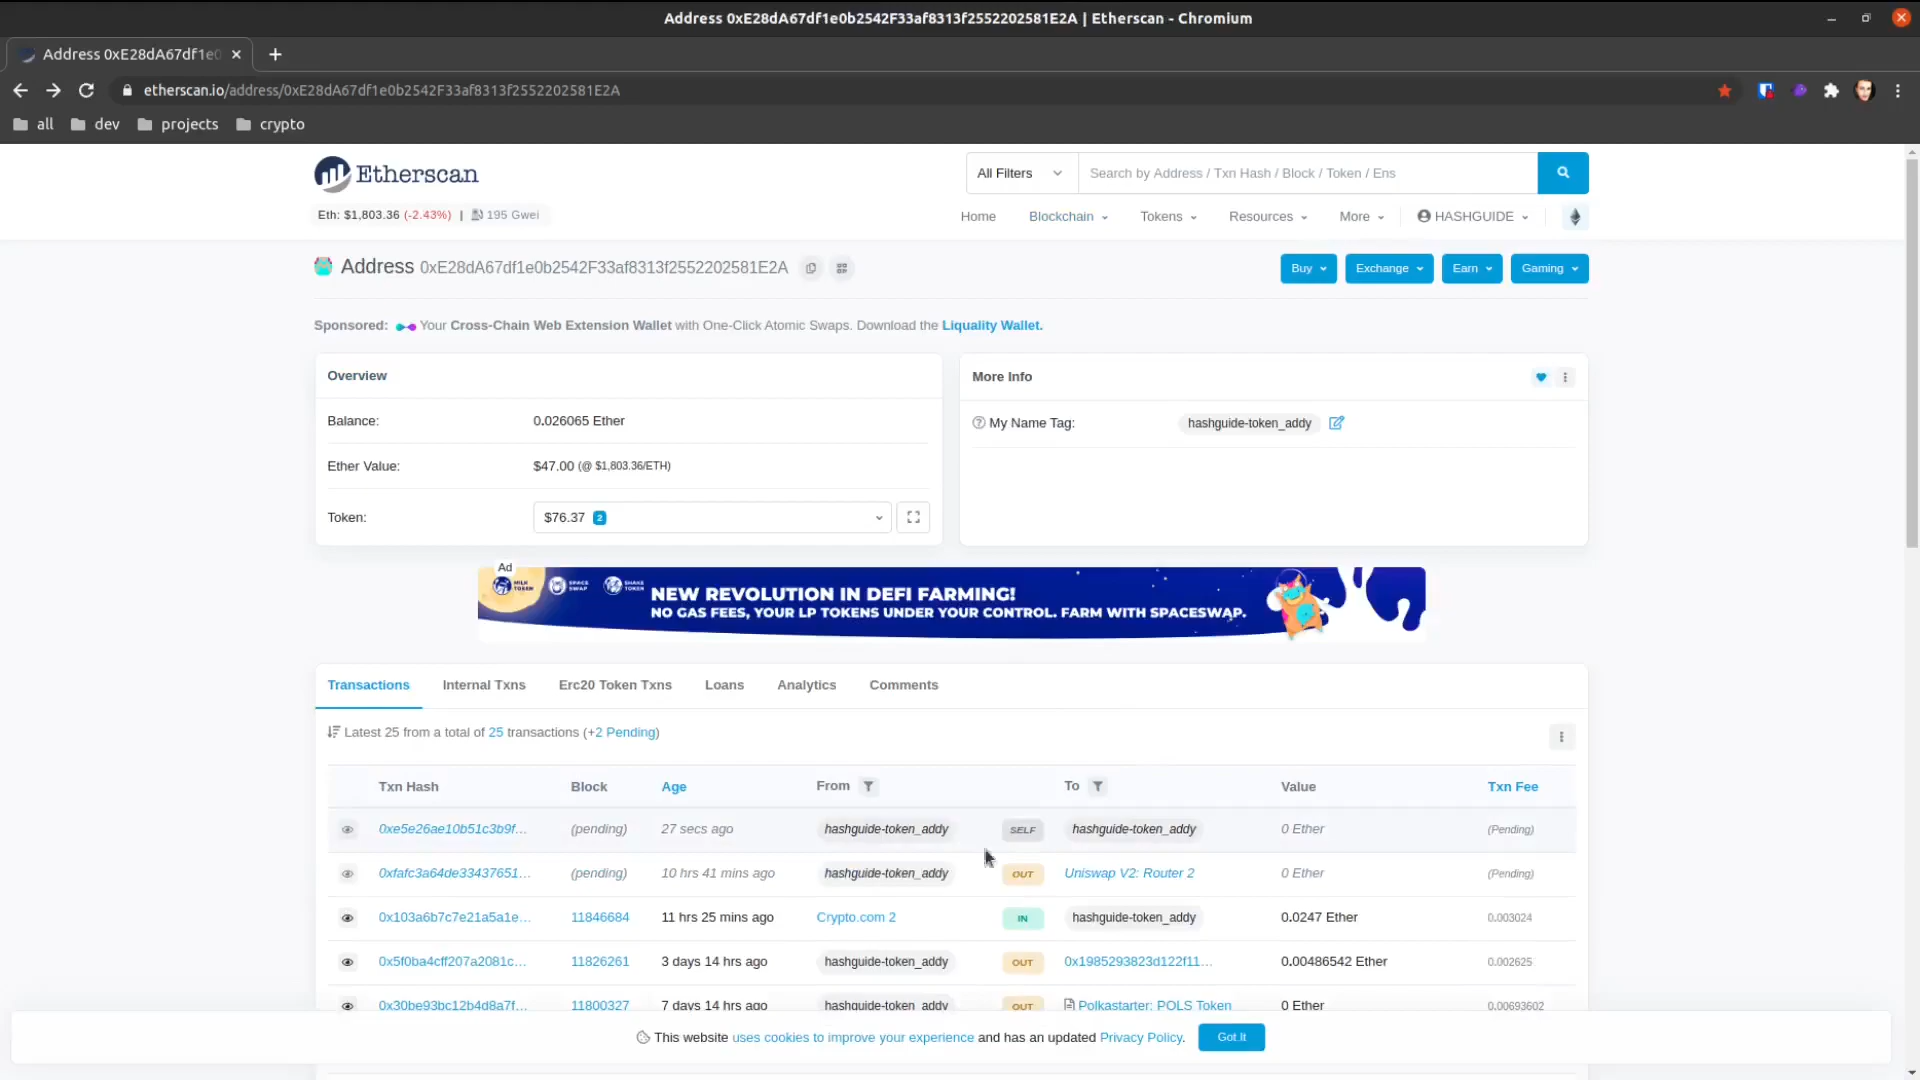 Address 0xE28dA67df1e0b2542F33af8313f2552202581E2A | Etherscan - Chromium
Address 0xE28dA67df1e0
etherscan.io/address/0xE28dA67df1e0b2542F33af8313f2552202581E2A
all dev projects crypto
Etherscan
All Filters Search by Address / Txn Hash / Block / Token / Ens
Eth: $1,803.36 (-2.43%) | 195 Gwei
Home Blockchain Tokens Resources More HASHGUIDE
Address 0xE28dA67df1e0b2542F33af8313f2552202581E2A
Buy Exchange Earn Gaming
Sponsored: Your Cross-Chain Web Extension Wallet with One-Click Atomic Swaps. Download the Liquality Wallet.
Overview
Balance: 0.026065 Ether
Ether Value: $47.00 (@ $1,803.36/ETH)
Token: $76.37 2
More Info
My Name Tag: hashguide-token_addy
Ad
MILK TOKEN SPACE SWAP SHAKE TOKEN
NEW REVOLUTION IN DEFI FARMING!
NO GAS FEES, YOUR LP TOKENS UNDER YOUR CONTROL. FARM WITH SPACESWAP.
Transactions Internal Txns Erc20 Token Txns Loans Analytics Comments
Latest 25 from a total of 25 transactions (+2 Pending)
Txn Hash Block Age From To Value Txn Fee
0xe5e26ae10b51c3b9f... (pending) 27 secs ago hashguide-token_addy SELF hashguide-token_addy 0 Ether (Pending)
0xfafc3a64de33437651... (pending) 10 hrs 41 mins ago hashguide-token_addy OUT Uniswap V2: Router 2 0 Ether (Pending)
0x103a6b7c7e21a5a1e... 11846684 11 hrs 25 mins ago Crypto.com 2 IN hashguide-token_addy 0.0247 Ether 0.003024
0x5f0ba4cff207a2081c... 11826261 3 days 14 hrs ago hashguide-token_addy OUT 0x1985293823d122f11... 0.00486542 Ether 0.002625
0x30be93bc12b4d8a7f... 11800327 7 days 14 hrs ago hashguide-token_addy OUT Polkastarter: POLS Token 0 Ether 0.00693602
This website uses cookies to improve your experience and has an updated Privacy Policy. Got It